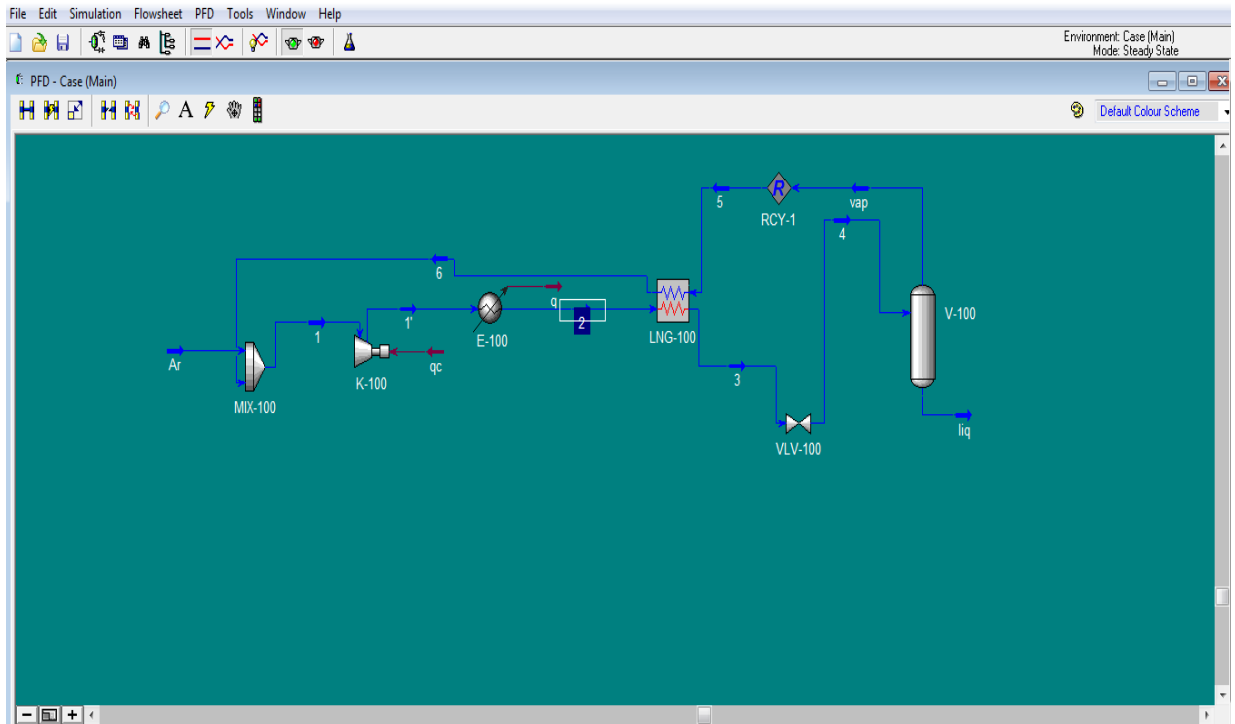 File Edit Simulation Flowsheet PFD Tools Window Help
Environment: Case (Main)
Mode: Steady State
PFD - Case (Main)
A
Default Colour Scheme
5
R
vap
RCY-1
4
6
1
1'
q
2
E-100
LNG-100
V-100
Ar
K-100
qc
3
MIX-100
VLV-100
liq